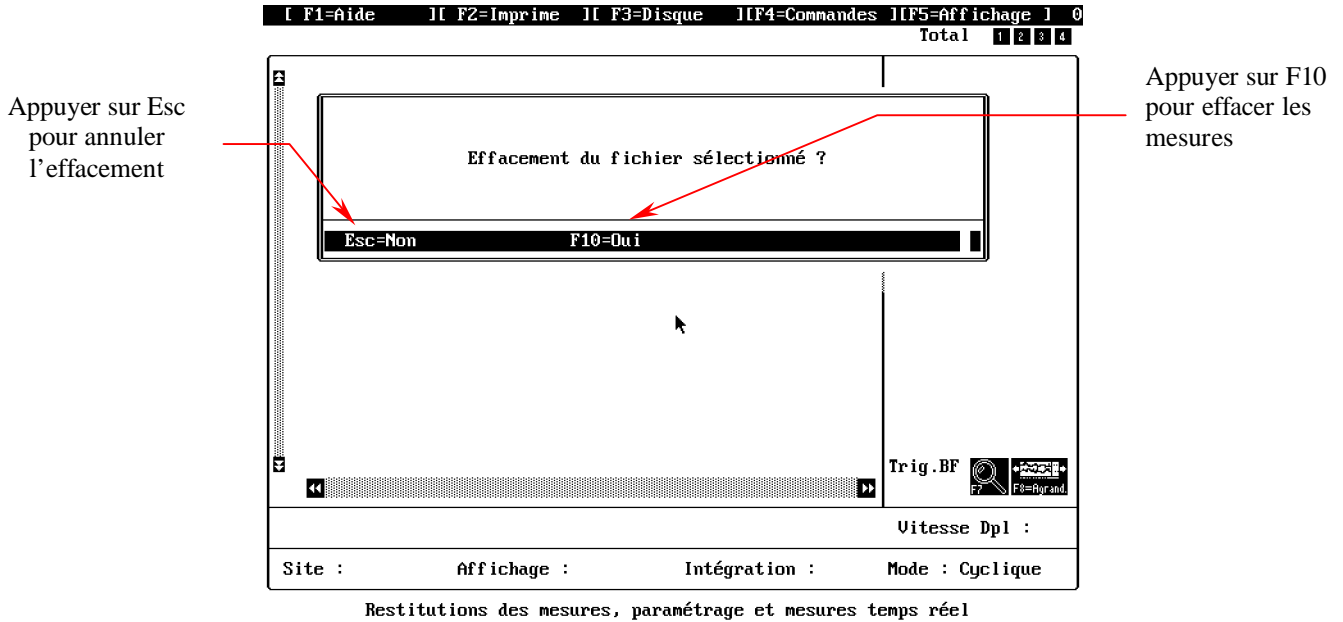 [ F1=Aide ][ F2=Imprime ][ F3=Disque ][F4=Commandes ][F5=Affichage ] 0
Total 1 2 3 4
Appuyer sur Esc
pour annuler
l’effacement
Appuyer sur F10
pour effacer les
mesures
Effacement du fichier sélectionné ?
Esc=Non F10=Oui
Trig.BF
F7 F8=Agrand.
Vitesse Dpl :
Site : Affichage : Intégration : Mode : Cyclique
Restitutions des mesures, paramétrage et mesures temps réel